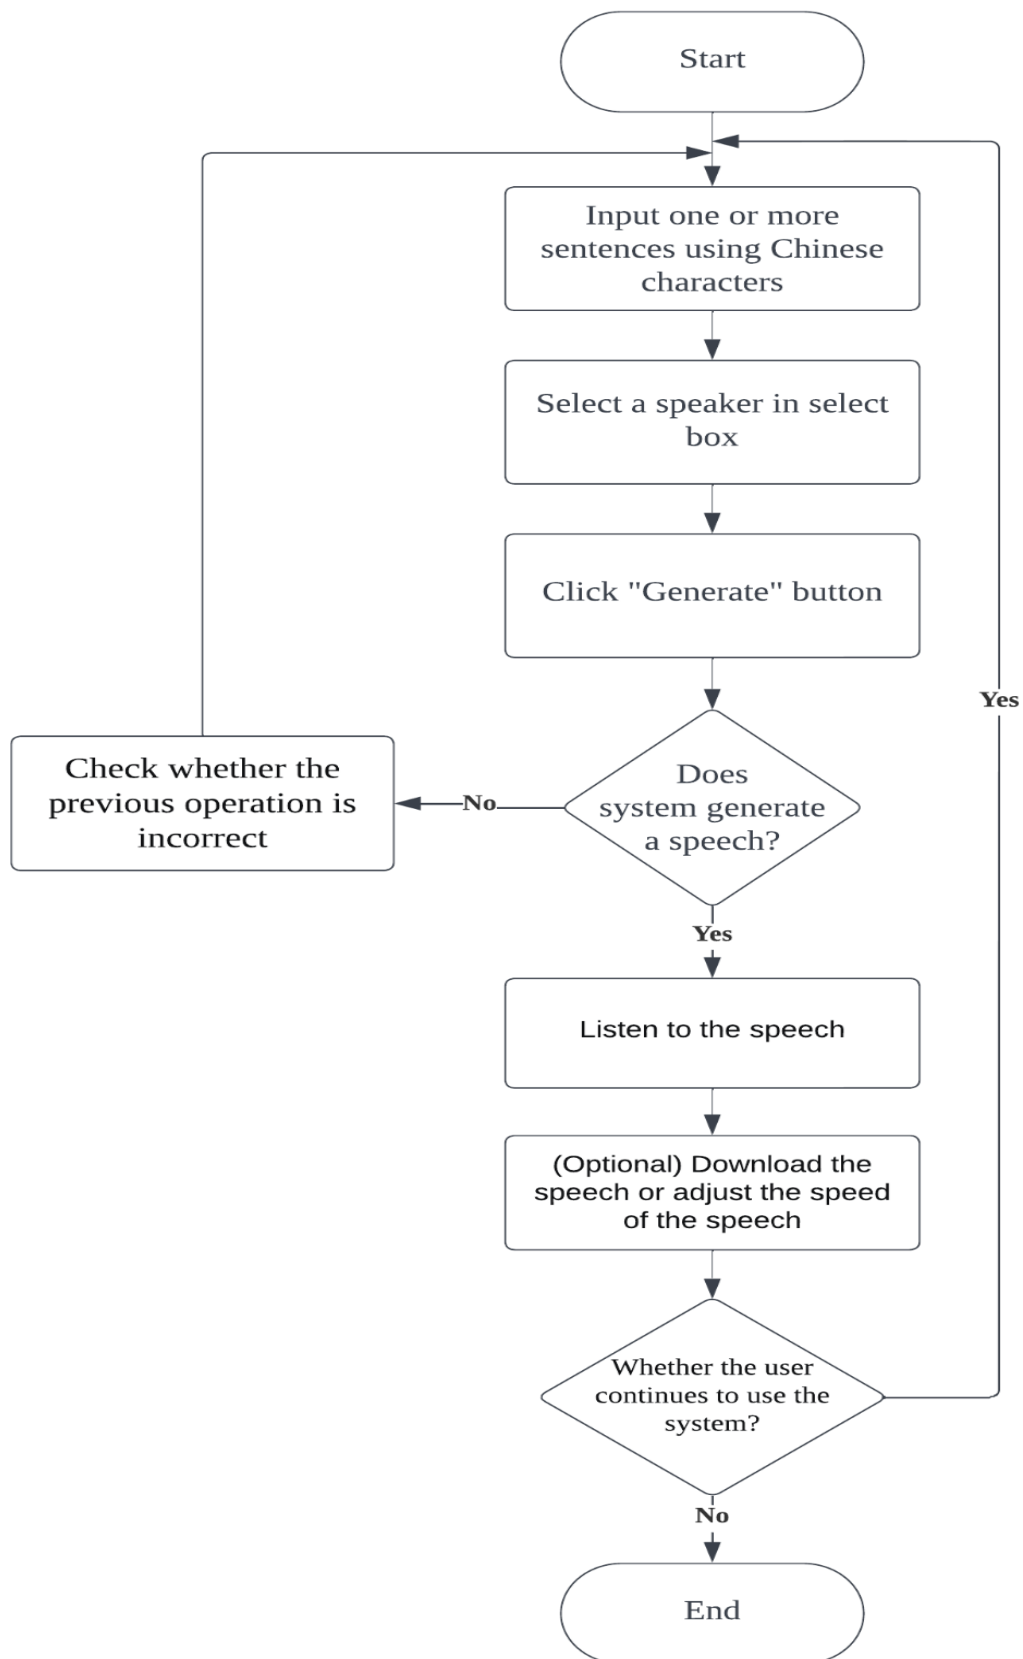 Start
Input one or more
sentences using Chinese
characters
Select a speaker in select
box
Click "Generate" button
Yes
Does
system generate
a speech?
No
Check whether the
previous operation is
incorrect
Yes
Listen to the speech
(Optional) Download the
speech or adjust the speed
of the speech
Whether the user
continues to use the
system?
No
End